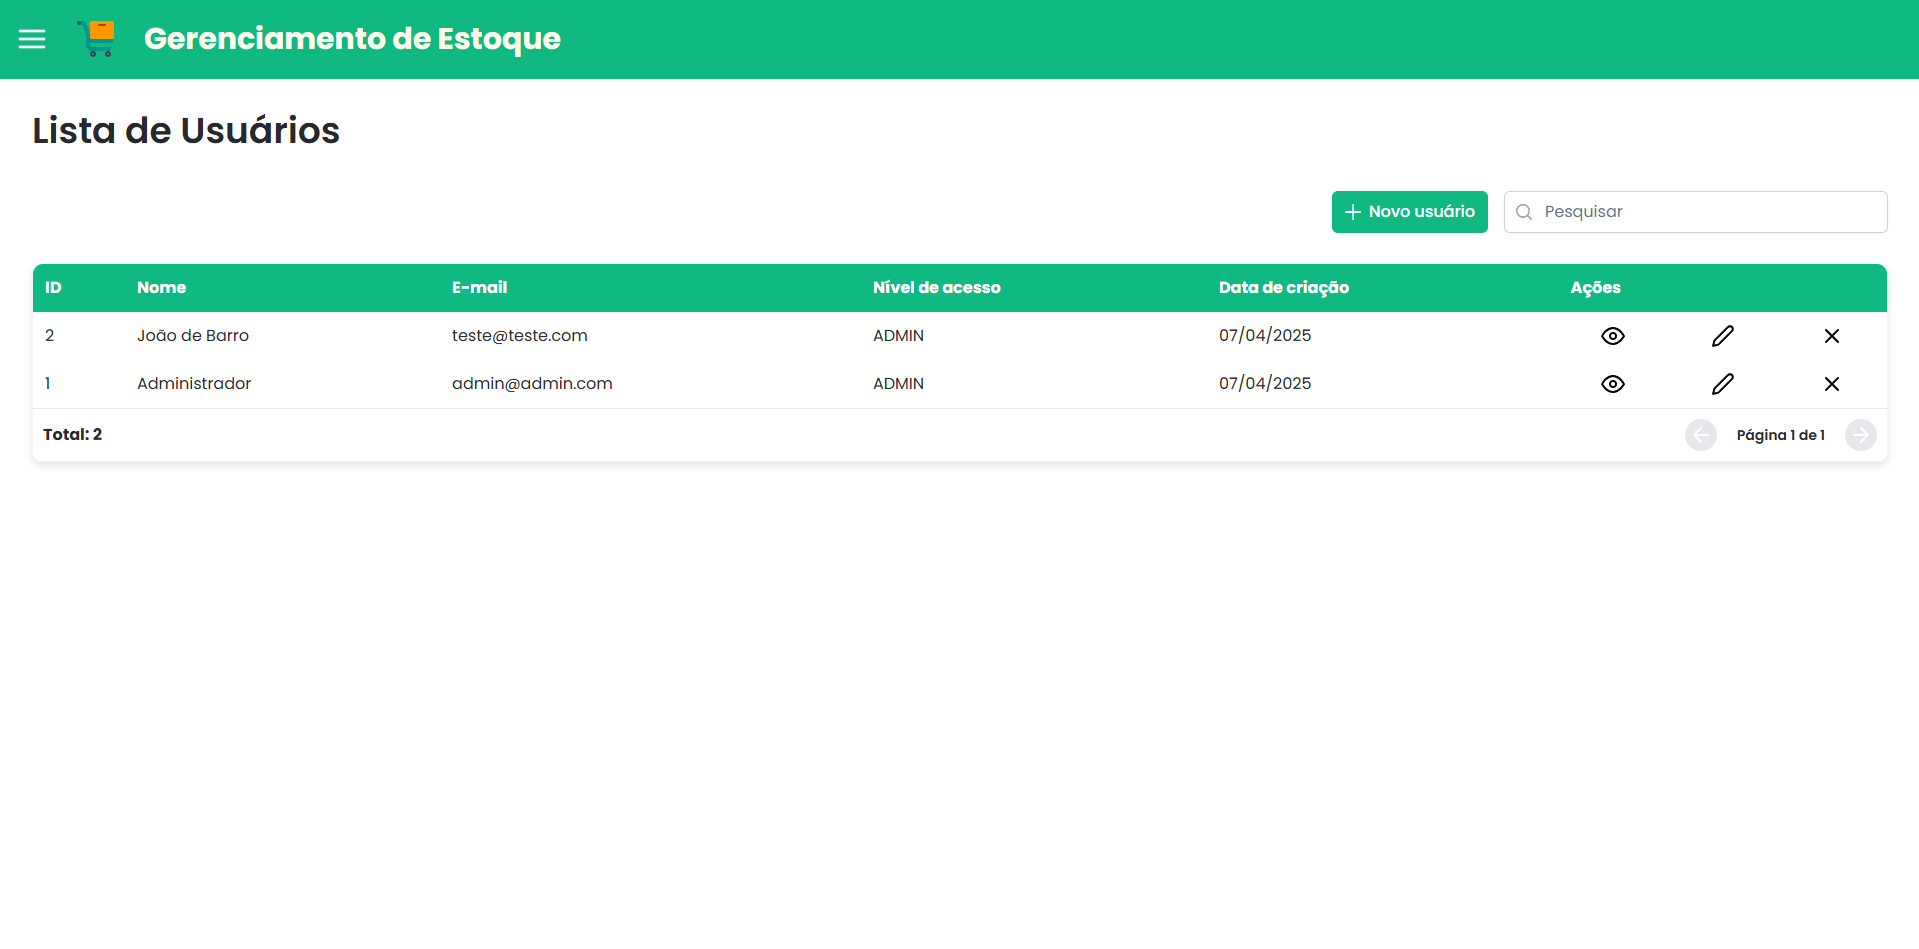 Gerenciamento de Estoque
Lista de Usuários
Novo usuário
Pesquisar
ID Nome E-mail Nível de acesso Data de criação Ações
2 João de Barro teste@teste.com ADMIN 07/04/2025
1 Administrador admin@admin.com ADMIN 07/04/2025
Total: 2 Página 1 de 1